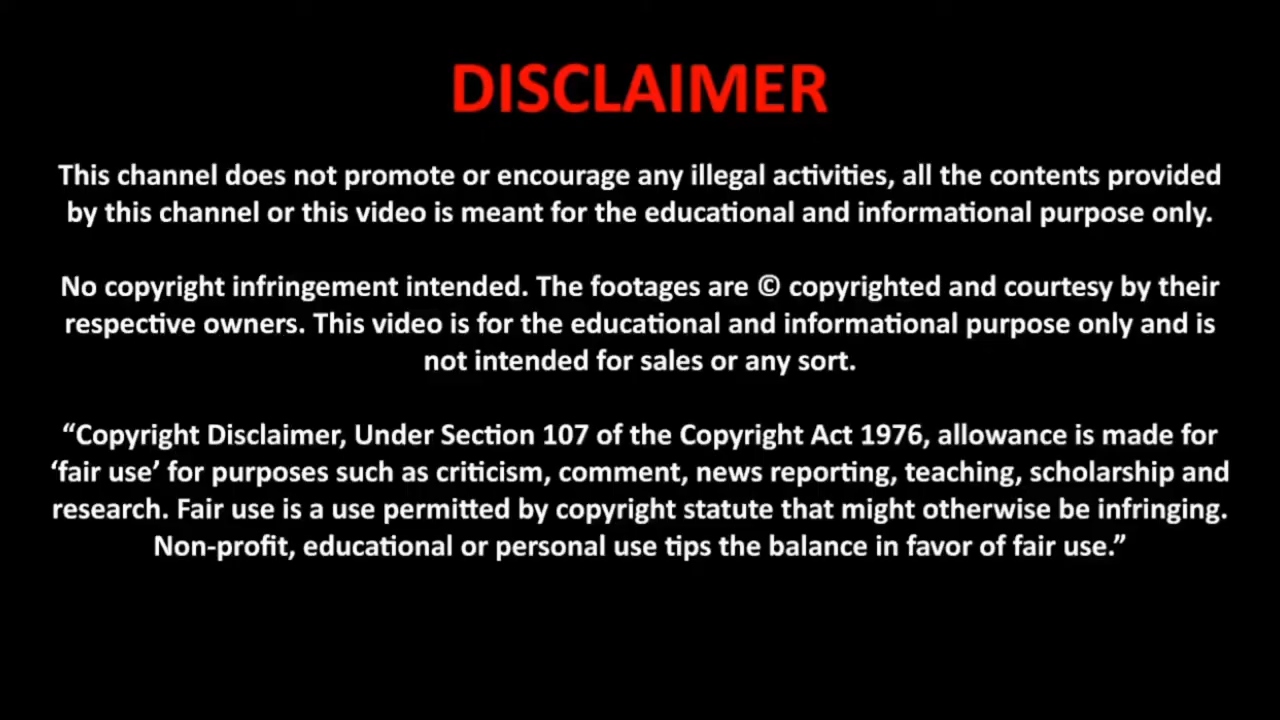 DISCLAIMER
This channel does not promote or encourage any illegal activities, all the contents provided
by this channel or this video is meant for the educational and informational purpose only.
No copyright infringement intended. The footages are © copyrighted and courtesy by their
respective owners. This video is for the educational and informational purpose only and is
not intended for sales or any sort.
“Copyright Disclaimer, Under Section 107 of the Copyright Act 1976, allowance is made for
‘fair use’ for purposes such as criticism, comment, news reporting, teaching, scholarship and
research. Fair use is a use permitted by copyright statute that might otherwise be infringing.
Non-profit, educational or personal use tips the balance in favor of fair use.”